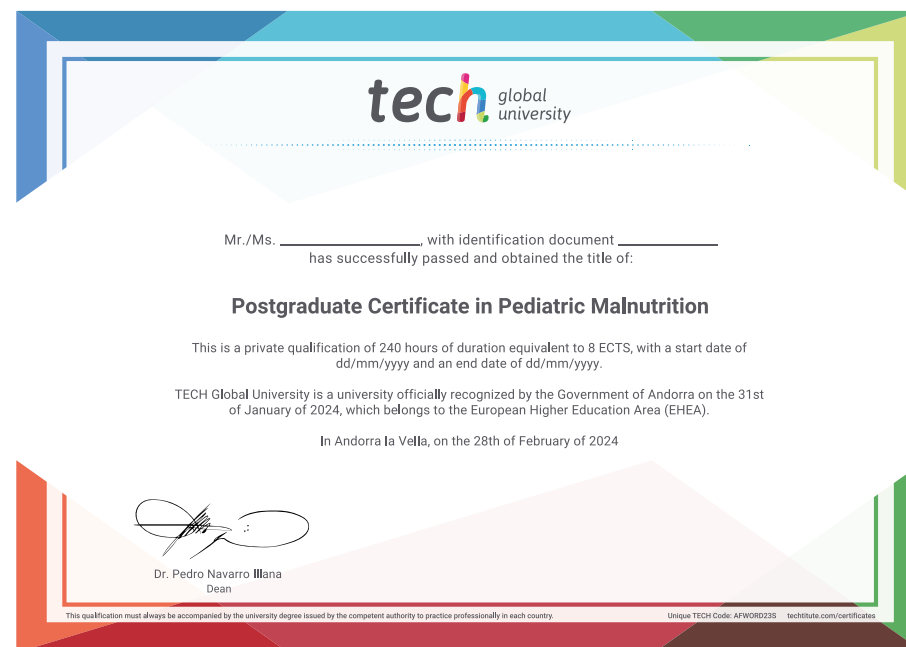 tech global
university
Mr./Ms. ____________________, with identification document ______________
has successfully passed and obtained the title of:
Postgraduate Certificate in Pediatric Malnutrition
This is a private qualification of 240 hours of duration equivalent to 8 ECTS, with a start date of
dd/mm/yyyy and an end date of dd/mm/yyyy.
TECH Global University is a university officially recognized by the Government of Andorra on the 31st
of January of 2024, which belongs to the European Higher Education Area (EHEA).
In Andorra la Vella, on the 28th of February of 2024
Dr. Pedro Navarro Illana
Dean
This qualification must always be accompanied by the university degree issued by the competent authority to practice professionally in each country.
Unique TECH Code: AFWORD23S techtitute.com/certificates